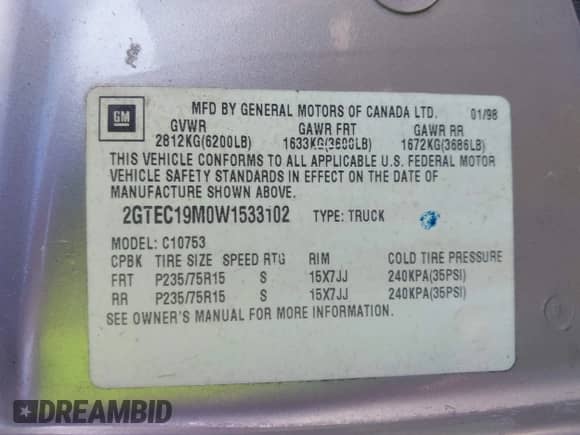 GM
MFD BY GENERAL MOTORS OF CANADA LTD. 01/98
GVWR GAWR FRT GAWR RR
2812KG(6200LB) 1633KG(3600LB) 1672KG(3686LB)
THIS VEHICLE CONFORMS TO ALL APPLICABLE U.S. FEDERAL MOTOR
VEHICLE SAFETY STANDARDS IN EFFECT ON THE DATE OF
MANUFACTURE SHOWN ABOVE.
2GTEC19M0W1533102 TYPE: TRUCK
MODEL: C10753
CPBK TIRE SIZE SPEED RTG RIM COLD TIRE PRESSURE
FRT P235/75R15 S 15X7JJ 240KPA(35PSI)
RR P235/75R15 S 15X7JJ 240KPA(35PSI)
SEE OWNER'S MANUAL FOR MORE INFORMATION.
DREAMBID